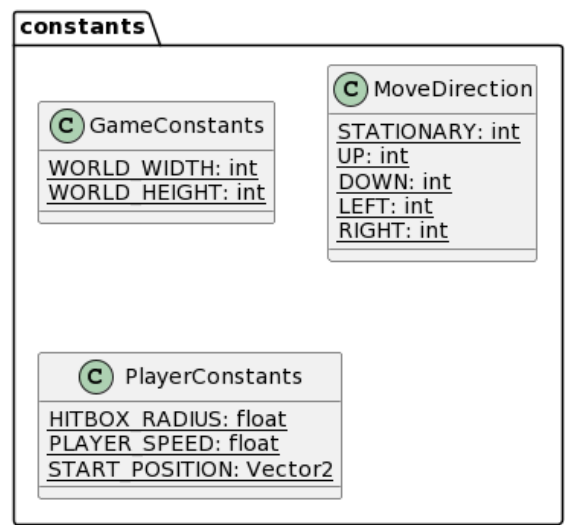 constants
C GameConstants
WORLD_WIDTH: int
WORLD_HEIGHT: int
C MoveDirection
STATIONARY: int
UP: int
DOWN: int
LEFT: int
RIGHT: int
C PlayerConstants
HITBOX_RADIUS: float
PLAYER_SPEED: float
START_POSITION: Vector2